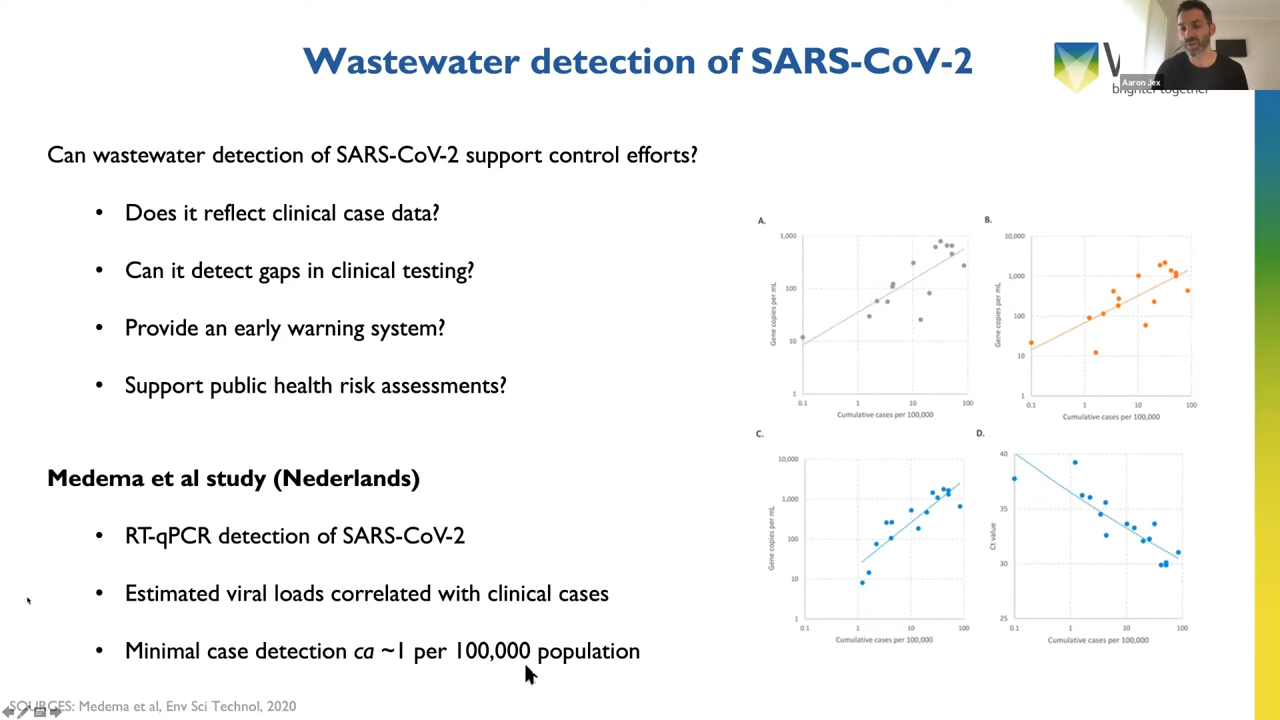 Wastewater detection of SARS-CoV-2
Aaron Jex
Can wastewater detection of SARS-CoV-2 support control efforts?
• Does it reflect clinical case data?
• Can it detect gaps in clinical testing?
• Provide an early warning system?
• Support public health risk assessments?
Medema et al study (Nederlands)
• RT-qPCR detection of SARS-CoV-2
• Estimated viral loads correlated with clinical cases
• Minimal case detection ca ~1 per 100,000 population
SOURCES: Medema et al, Env Sci Technol, 2020
A.
Gene copies per mL
1,000
100
10
1
0.1 1 10 100
Cumulative cases per 100,000
B.
Gene copies per mL
10,000
1,000
100
10
1
0.1 1 10 100
Cumulative cases per 100,000
C.
Gene copies per mL
10,000
1,000
100
10
1
0.1 1 10 100
Cumulative cases per 100,000
D.
Ct value
40
35
30
25
0.1 1 10 100
Cumulative cases per 100,000